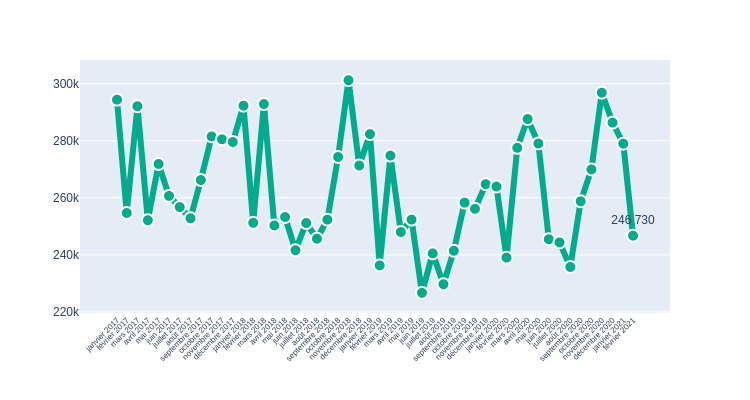 300k
280k
260k
240k
220k
246,730
janvier 2017
février 2017
mars 2017
avril 2017
mai 2017
juin 2017
juillet 2017
août 2017
septembre 2017
octobre 2017
novembre 2017
décembre 2017
janvier 2018
février 2018
mars 2018
avril 2018
mai 2018
juin 2018
juillet 2018
août 2018
septembre 2018
octobre 2018
novembre 2018
décembre 2018
janvier 2019
février 2019
mars 2019
avril 2019
mai 2019
juin 2019
juillet 2019
août 2019
septembre 2019
octobre 2019
novembre 2019
décembre 2019
janvier 2020
février 2020
mars 2020
avril 2020
mai 2020
juin 2020
juillet 2020
août 2020
septembre 2020
octobre 2020
novembre 2020
décembre 2020
janvier 2021
février 2021